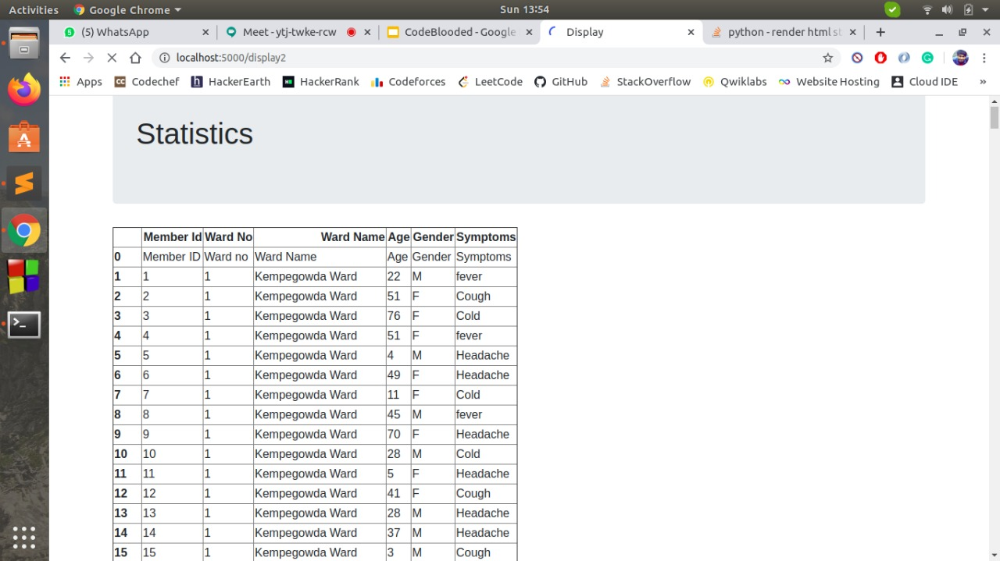 Activities Google Chrome Sun 13:54
(5) WhatsApp Meet - ytj-twke-rcw CodeBlooded - Google Display python - render html st
localhost:5000/display2
Apps Codechef HackerEarth HackerRank Codeforces LeetCode GitHub StackOverflow Qwiklabs Website Hosting Cloud IDE »
Statistics
Member Id Ward No Ward Name Age Gender Symptoms
0 Member ID Ward no Ward Name Age Gender Symptoms
1 1 1 Kempegowda Ward 22 M fever
2 2 1 Kempegowda Ward 51 F Cough
3 3 1 Kempegowda Ward 76 F Cold
4 4 1 Kempegowda Ward 51 F fever
5 5 1 Kempegowda Ward 4 M Headache
6 6 1 Kempegowda Ward 49 F Headache
7 7 1 Kempegowda Ward 11 F Cold
8 8 1 Kempegowda Ward 45 M fever
9 9 1 Kempegowda Ward 70 F Headache
10 10 1 Kempegowda Ward 28 M Cold
11 11 1 Kempegowda Ward 5 F Headache
12 12 1 Kempegowda Ward 41 F Cough
13 13 1 Kempegowda Ward 28 M Headache
14 14 1 Kempegowda Ward 37 M Headache
15 15 1 Kempegowda Ward 3 M Cough